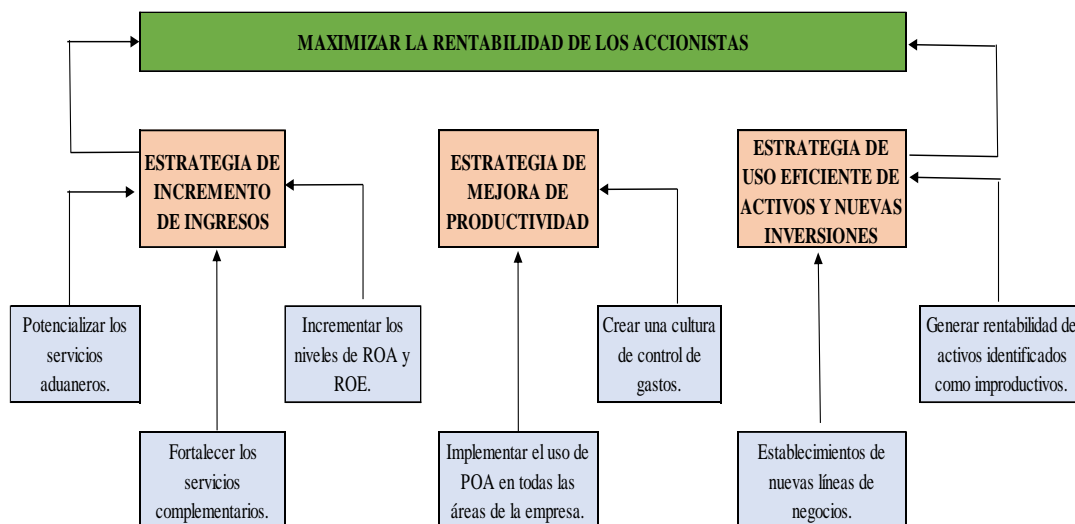 MAXIMIZAR LA RENTABILIDAD DE LOS ACCIONISTAS
ESTRATEGIA DE
INCREMENTO
DE INGRESOS
ESTRATEGIA DE
MEJORA DE
PRODUCTIVIDAD
ESTRATEGIA DE
USO EFICIENTE DE
ACTIVOS Y NUEVAS
INVERSIONES
Potencializar los
servicios
aduaneros.
Incrementar los
niveles de ROA y
ROE.
Crear una cultura
de control de
gastos.
Generar rentabilidad de
activos identificados
como improductivos.
Fortalecer los
servicios
complementarios.
Implementar el uso de
POA en todas las
áreas de la empresa.
Establecimientos de
nuevas líneas de
negocios.